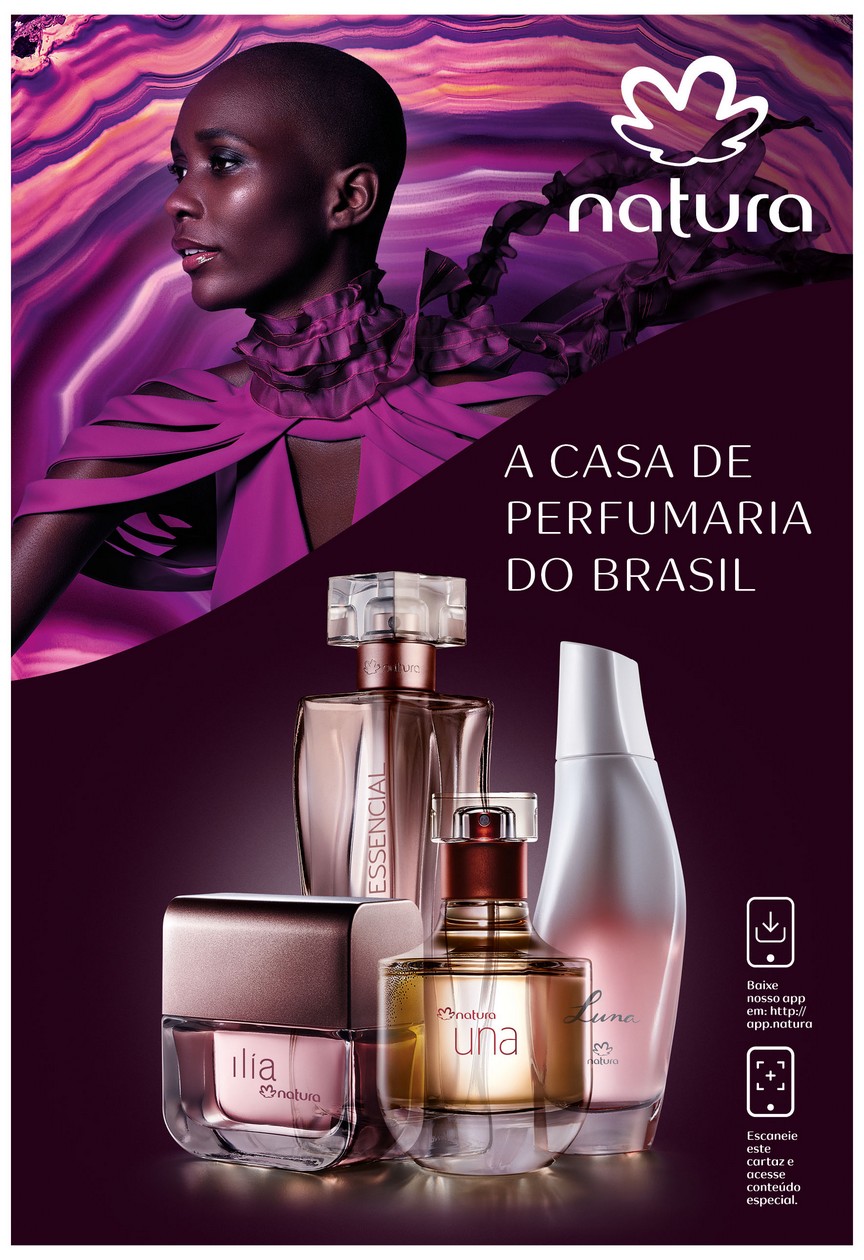 natura
A CASA DE
PERFUMARIA
DO BRASIL
natura
ESSENCIAL
natura
una
Luna
natura
ılía
natura
Baixe
nosso app
em: http://
app.natura
Escaneie
este
cartaz e
acesse
conteúdo
especial.